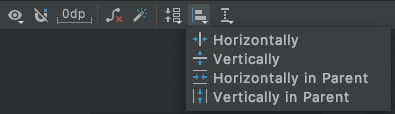 0dp
Horizontally
Vertically
Horizontally in Parent
Vertically in Parent